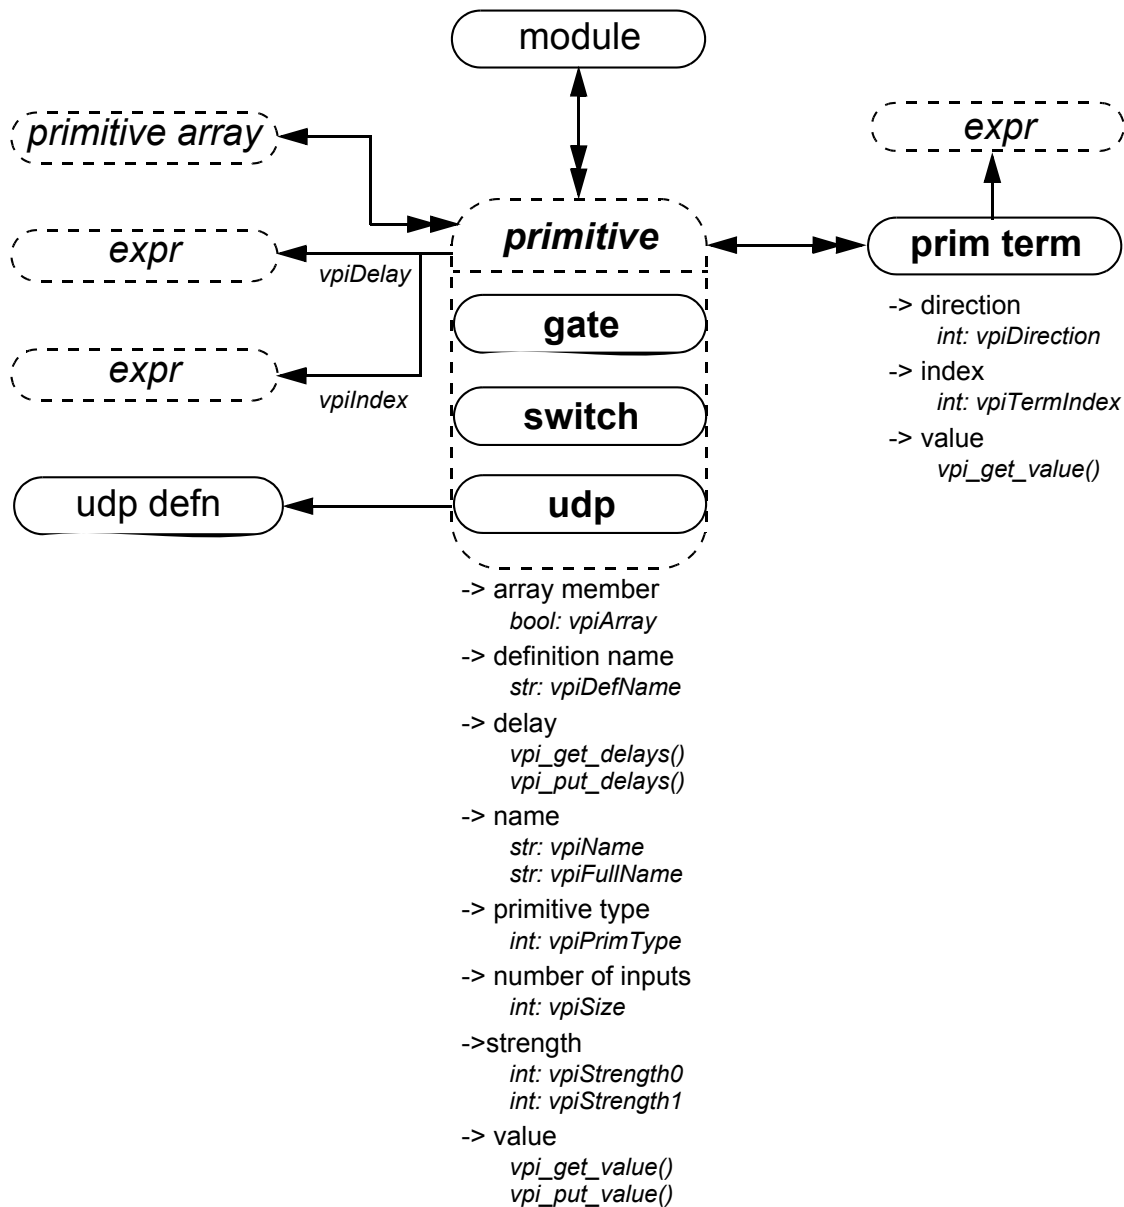 module
primitive array
expr
primitive
expr
vpiDelay
prim term
gate
expr
vpiIndex
switch
udp defn
udp
-> direction
int: vpiDirection
-> index
int: vpiTermIndex
-> value
vpi_get_value()
-> array member
bool: vpiArray
-> definition name
str: vpiDefName
-> delay
vpi_get_delays()
vpi_put_delays()
-> name
str: vpiName
str: vpiFullName
-> primitive type
int: vpiPrimType
-> number of inputs
int: vpiSize
->strength
int: vpiStrength0
int: vpiStrength1
-> value
vpi_get_value()
vpi_put_value()